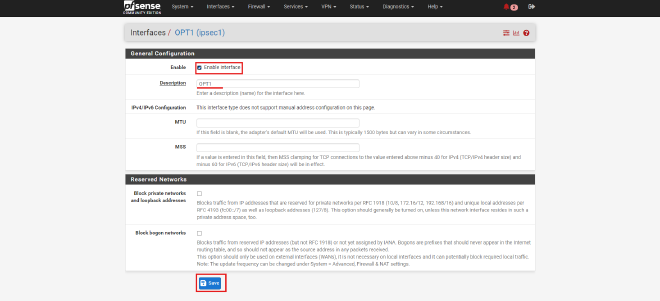 pfsense
COMMUNITY EDITION
System Interfaces Firewall Services VPN Status Diagnostics Help 2
Interfaces / OPT1 (ipsec1)
General Configuration
Enable Enable interface
Description OPT1
Enter a description (name) for the interface here.
IPv4/IPv6 Configuration This interface type does not support manual address configuration on this page.
MTU
If this field is blank, the adapter's default MTU will be used. This is typically 1500 bytes but can vary in some circumstances.
MSS
If a value is entered in this field, then MSS clamping for TCP connections to the value entered above minus 40 for IPv4 (TCP/IPv4 header size) and
minus 60 for IPv6 (TCP/IPv6 header size) will be in effect.
Reserved Networks
Block private networks
and loopback addresses
Blocks traffic from IP addresses that are reserved for private networks per RFC 1918 (10/8, 172.16/12, 192.168/16) and unique local addresses per
RFC 4193 (fc00::/7) as well as loopback addresses (127/8). This option should generally be turned on, unless this network interface resides in such a
private address space, too.
Block bogon networks
Blocks traffic from reserved IP addresses (but not RFC 1918) or not yet assigned by IANA. Bogons are prefixes that should never appear in the Internet
routing table, and so should not appear as the source address in any packets received.
This option should only be used on external interfaces (WANs), it is not necessary on local interfaces and it can potentially block required local traffic.
Note: The update frequency can be changed under System > Advanced, Firewall & NAT settings.
Save